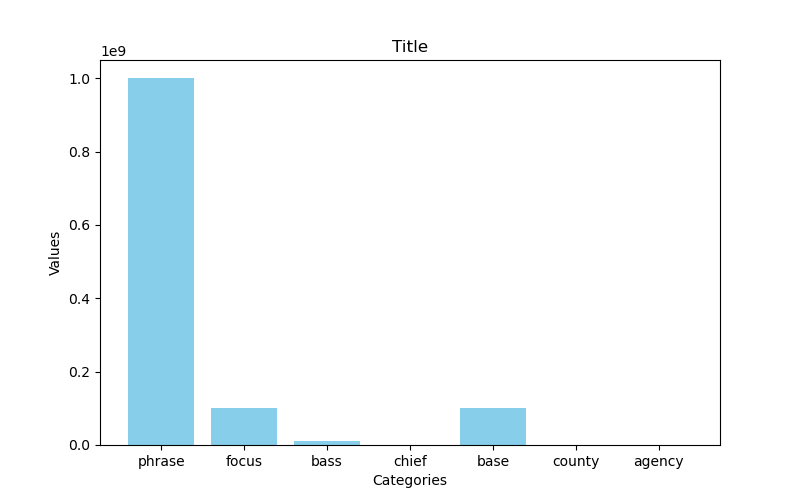 Title
1e9
1.0
0.8
0.6
0.4
0.2
0.0
Values
phrase focus bass chief base county agency
Categories